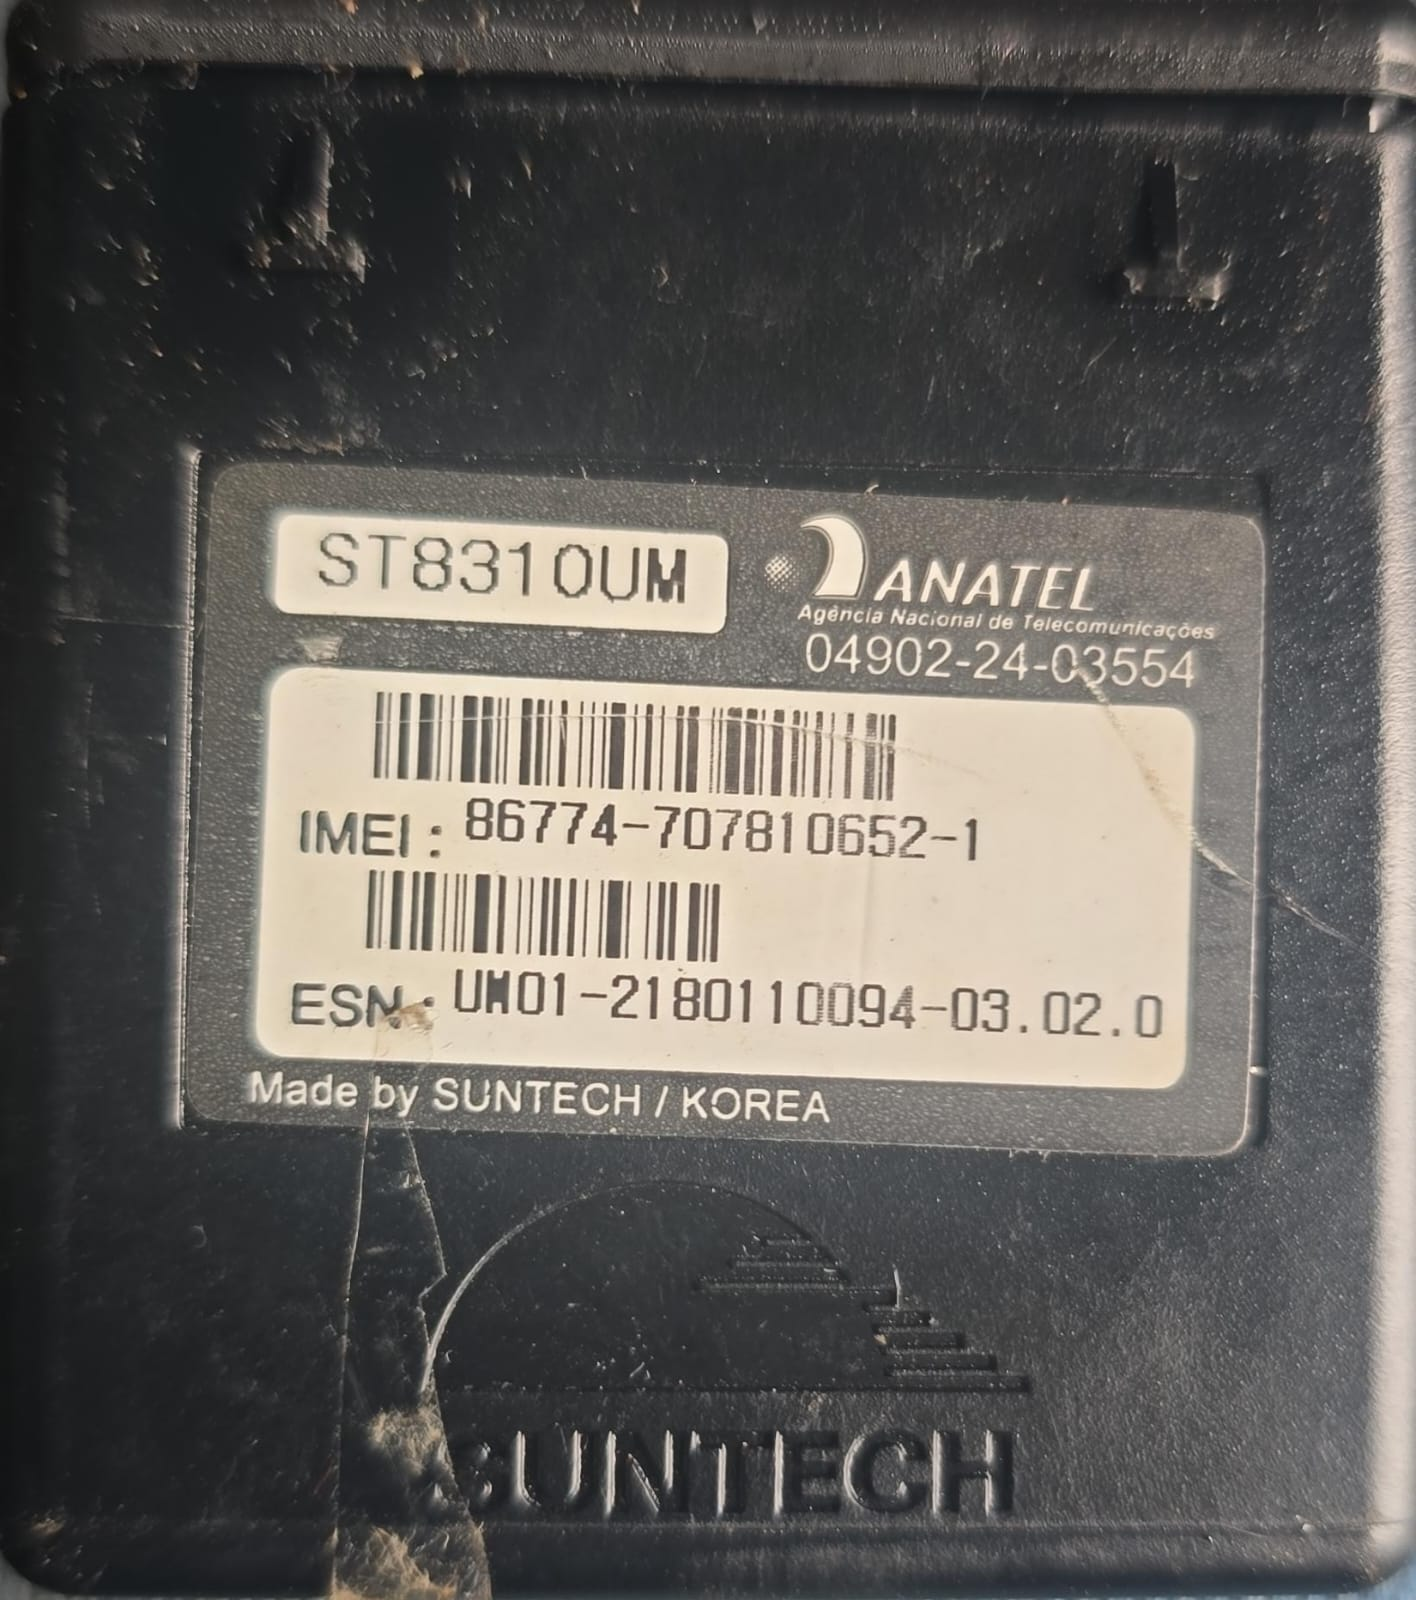 ST8310UM
ANATEL
Agência Nacional de Telecomunicações
04902-24-03554
IMEI : 86774-707810652-1
ESN : UM01-2180110094-03.02.0
Made by SUNTECH / KOREA
SUNTECH